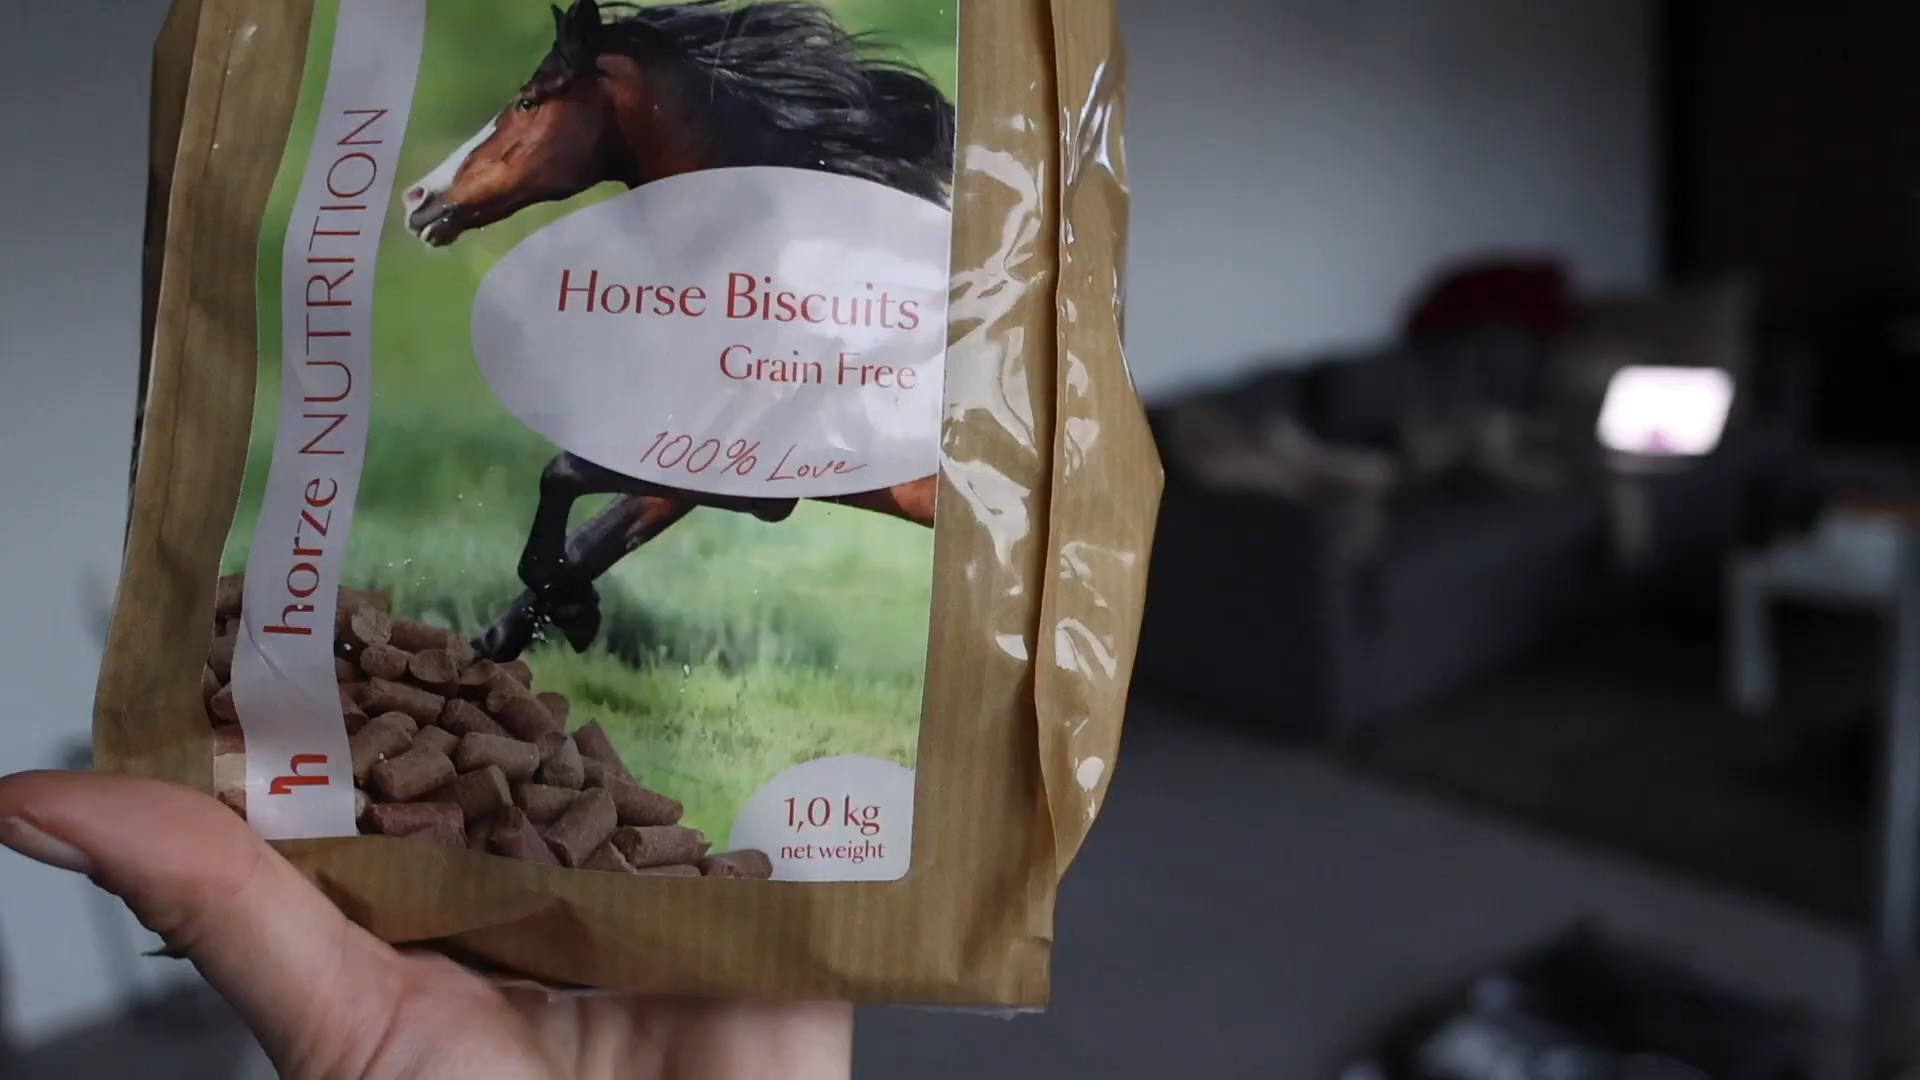 horze NUTRITION
Horse Biscuits
Grain Free
100% Love
1,0 kg
net weight
h